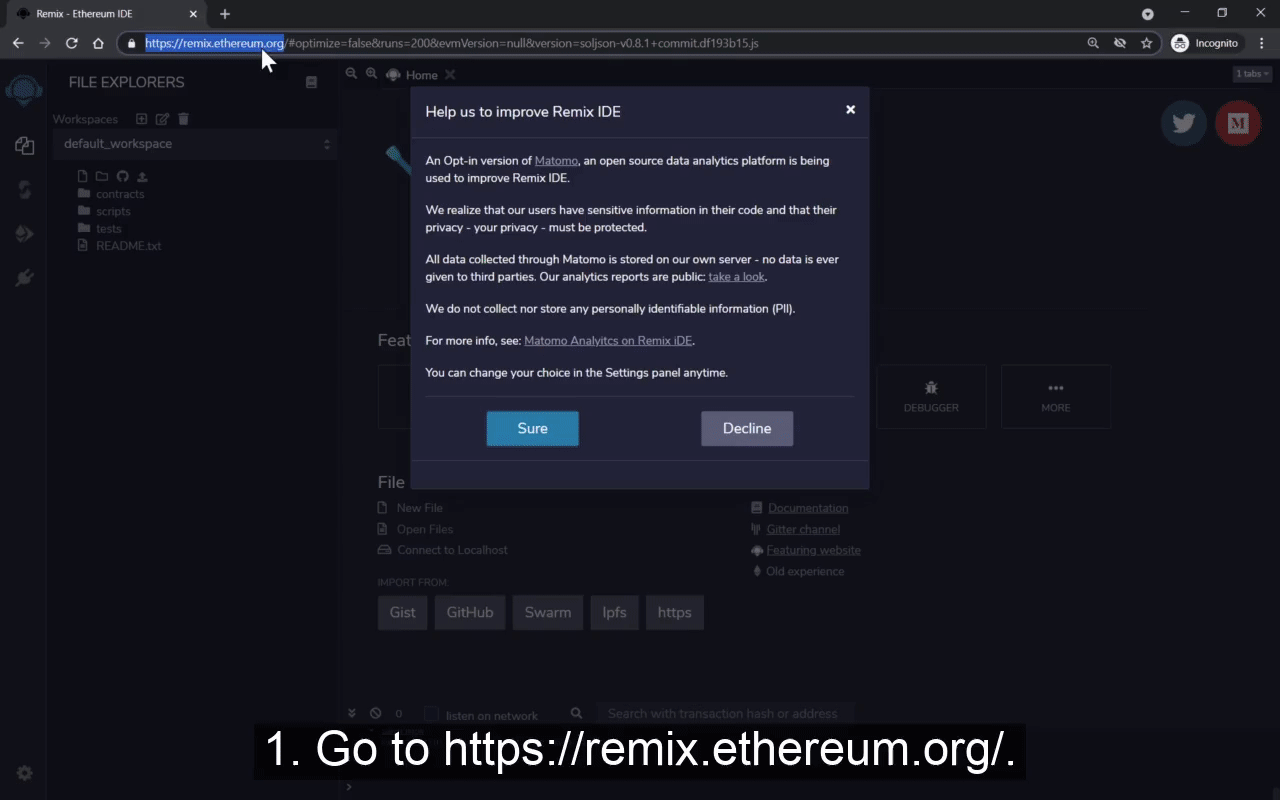 Remix - Ethereum IDE
https://remix.ethereum.org/#optimize=false&runs=200&evmVersion=null&version=soljson-v0.8.1+commit.df193b15.js
Incognito
FILE EXPLORERS
Home
1 tabs
Workspaces
default_workspace
contracts
scripts
tests
README.txt
Help us to improve Remix IDE
An Opt-in version of Matomo, an open source data analytics platform is being
used to improve Remix IDE.
We realize that our users have sensitive information in their code and that their
privacy - your privacy - must be protected.
All data collected through Matomo is stored on our own server - no data is ever
given to third parties. Our analytics reports are public: take a look.
We do not collect nor store any personally identifiable information (PII).
For more info, see: Matomo Analyitcs on Remix iDE.
You can change your choice in the Settings panel anytime.
Sure
Decline
Feat
DEBUGGER
MORE
File
New File
Open Files
Connect to Localhost
Documentation
Gitter channel
Featuring website
Old experience
IMPORT FROM
Gist
GitHub
Swarm
Ipfs
https
0
listen on network
Search with transaction hash or address
1. Go to https://remix.ethereum.org/.